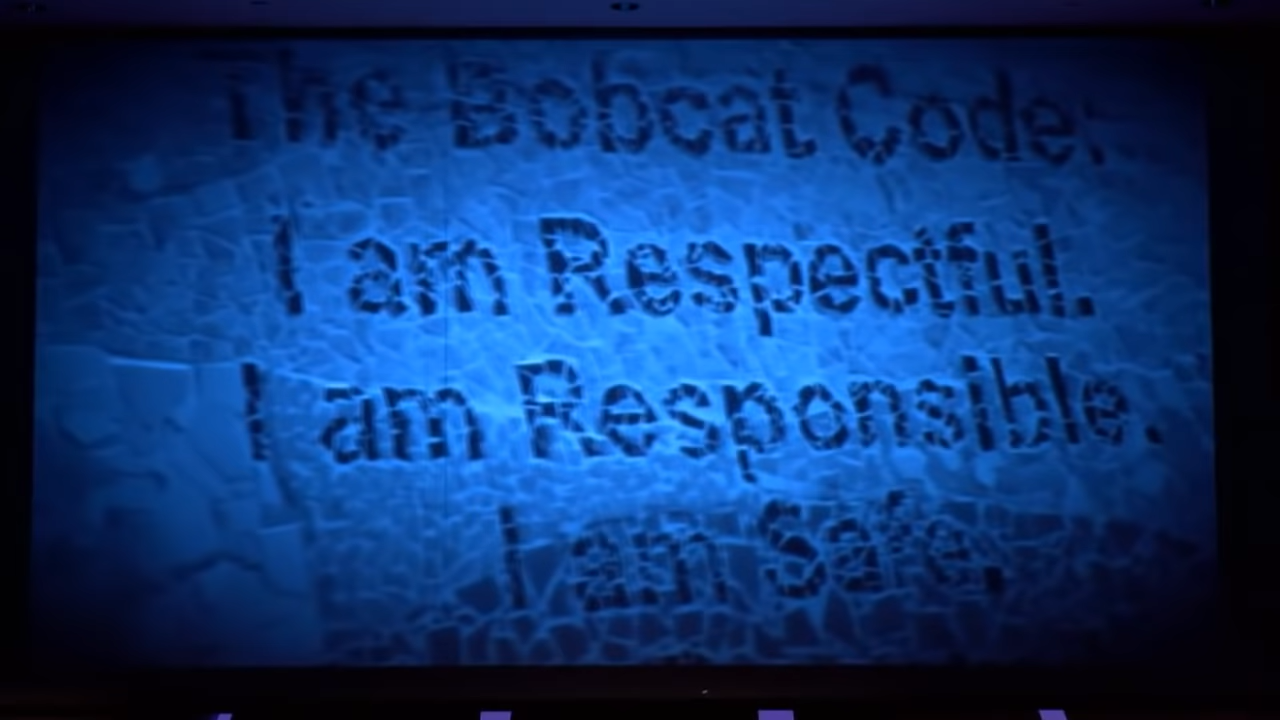 The Bobcat Code:
I am Respectful.
I am Responsible.
I am Safe.